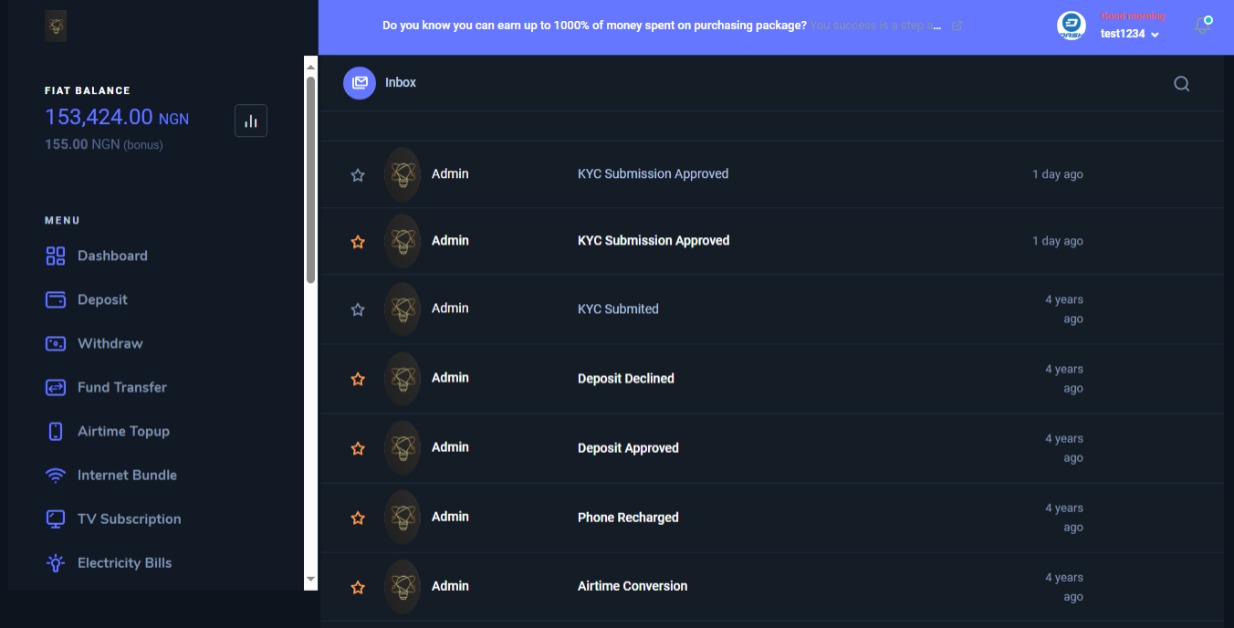 Do you know you can earn up to 1000% of money spent on purchasing package? You success is a step a...
Good morning
test1234
FIAT BALANCE
153,424.00 NGN
155.00 NGN (bonus)
MENU
Dashboard
Deposit
Withdraw
Fund Transfer
Airtime Topup
Internet Bundle
TV Subscription
Electricity Bills
Inbox
Admin KYC Submission Approved 1 day ago
Admin KYC Submission Approved 1 day ago
Admin KYC Submited 4 years
ago
Admin Deposit Declined 4 years
ago
Admin Deposit Approved 4 years
ago
Admin Phone Recharged 4 years
ago
Admin Airtime Conversion 4 years
ago